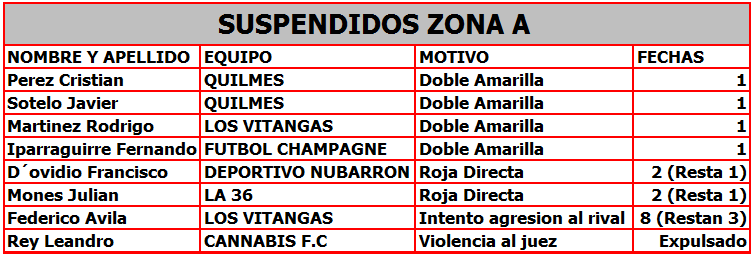 SUSPENDIDOS ZONA A
NOMBRE Y APELLIDO EQUIPO MOTIVO FECHAS
Perez Cristian QUILMES Doble Amarilla 1
Sotelo Javier QUILMES Doble Amarilla 1
Martinez Rodrigo LOS VITANGAS Doble Amarilla 1
Iparraguirre Fernando FUTBOL CHAMPAGNE Doble Amarilla 1
D´ovidio Francisco DEPORTIVO NUBARRON Roja Directa 2 (Resta 1)
Mones Julian LA 36 Roja Directa 2 (Resta 1)
Federico Avila LOS VITANGAS Intento agresion al rival 8 (Restan 3)
Rey Leandro CANNABIS F.C Violencia al juez Expulsado